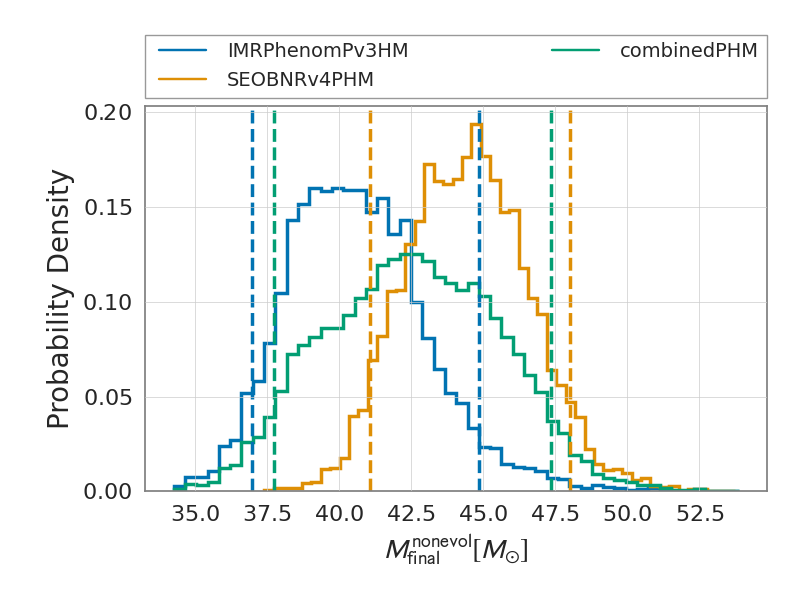 IMRPhenomPv3HM
SEOBNRv4PHM
combinedPHM
Probability Density
0.20
0.15
0.10
0.05
0.00
35.0 37.5 40.0 42.5 45.0 47.5 50.0 52.5
M_final^nonevol [M_⊙]